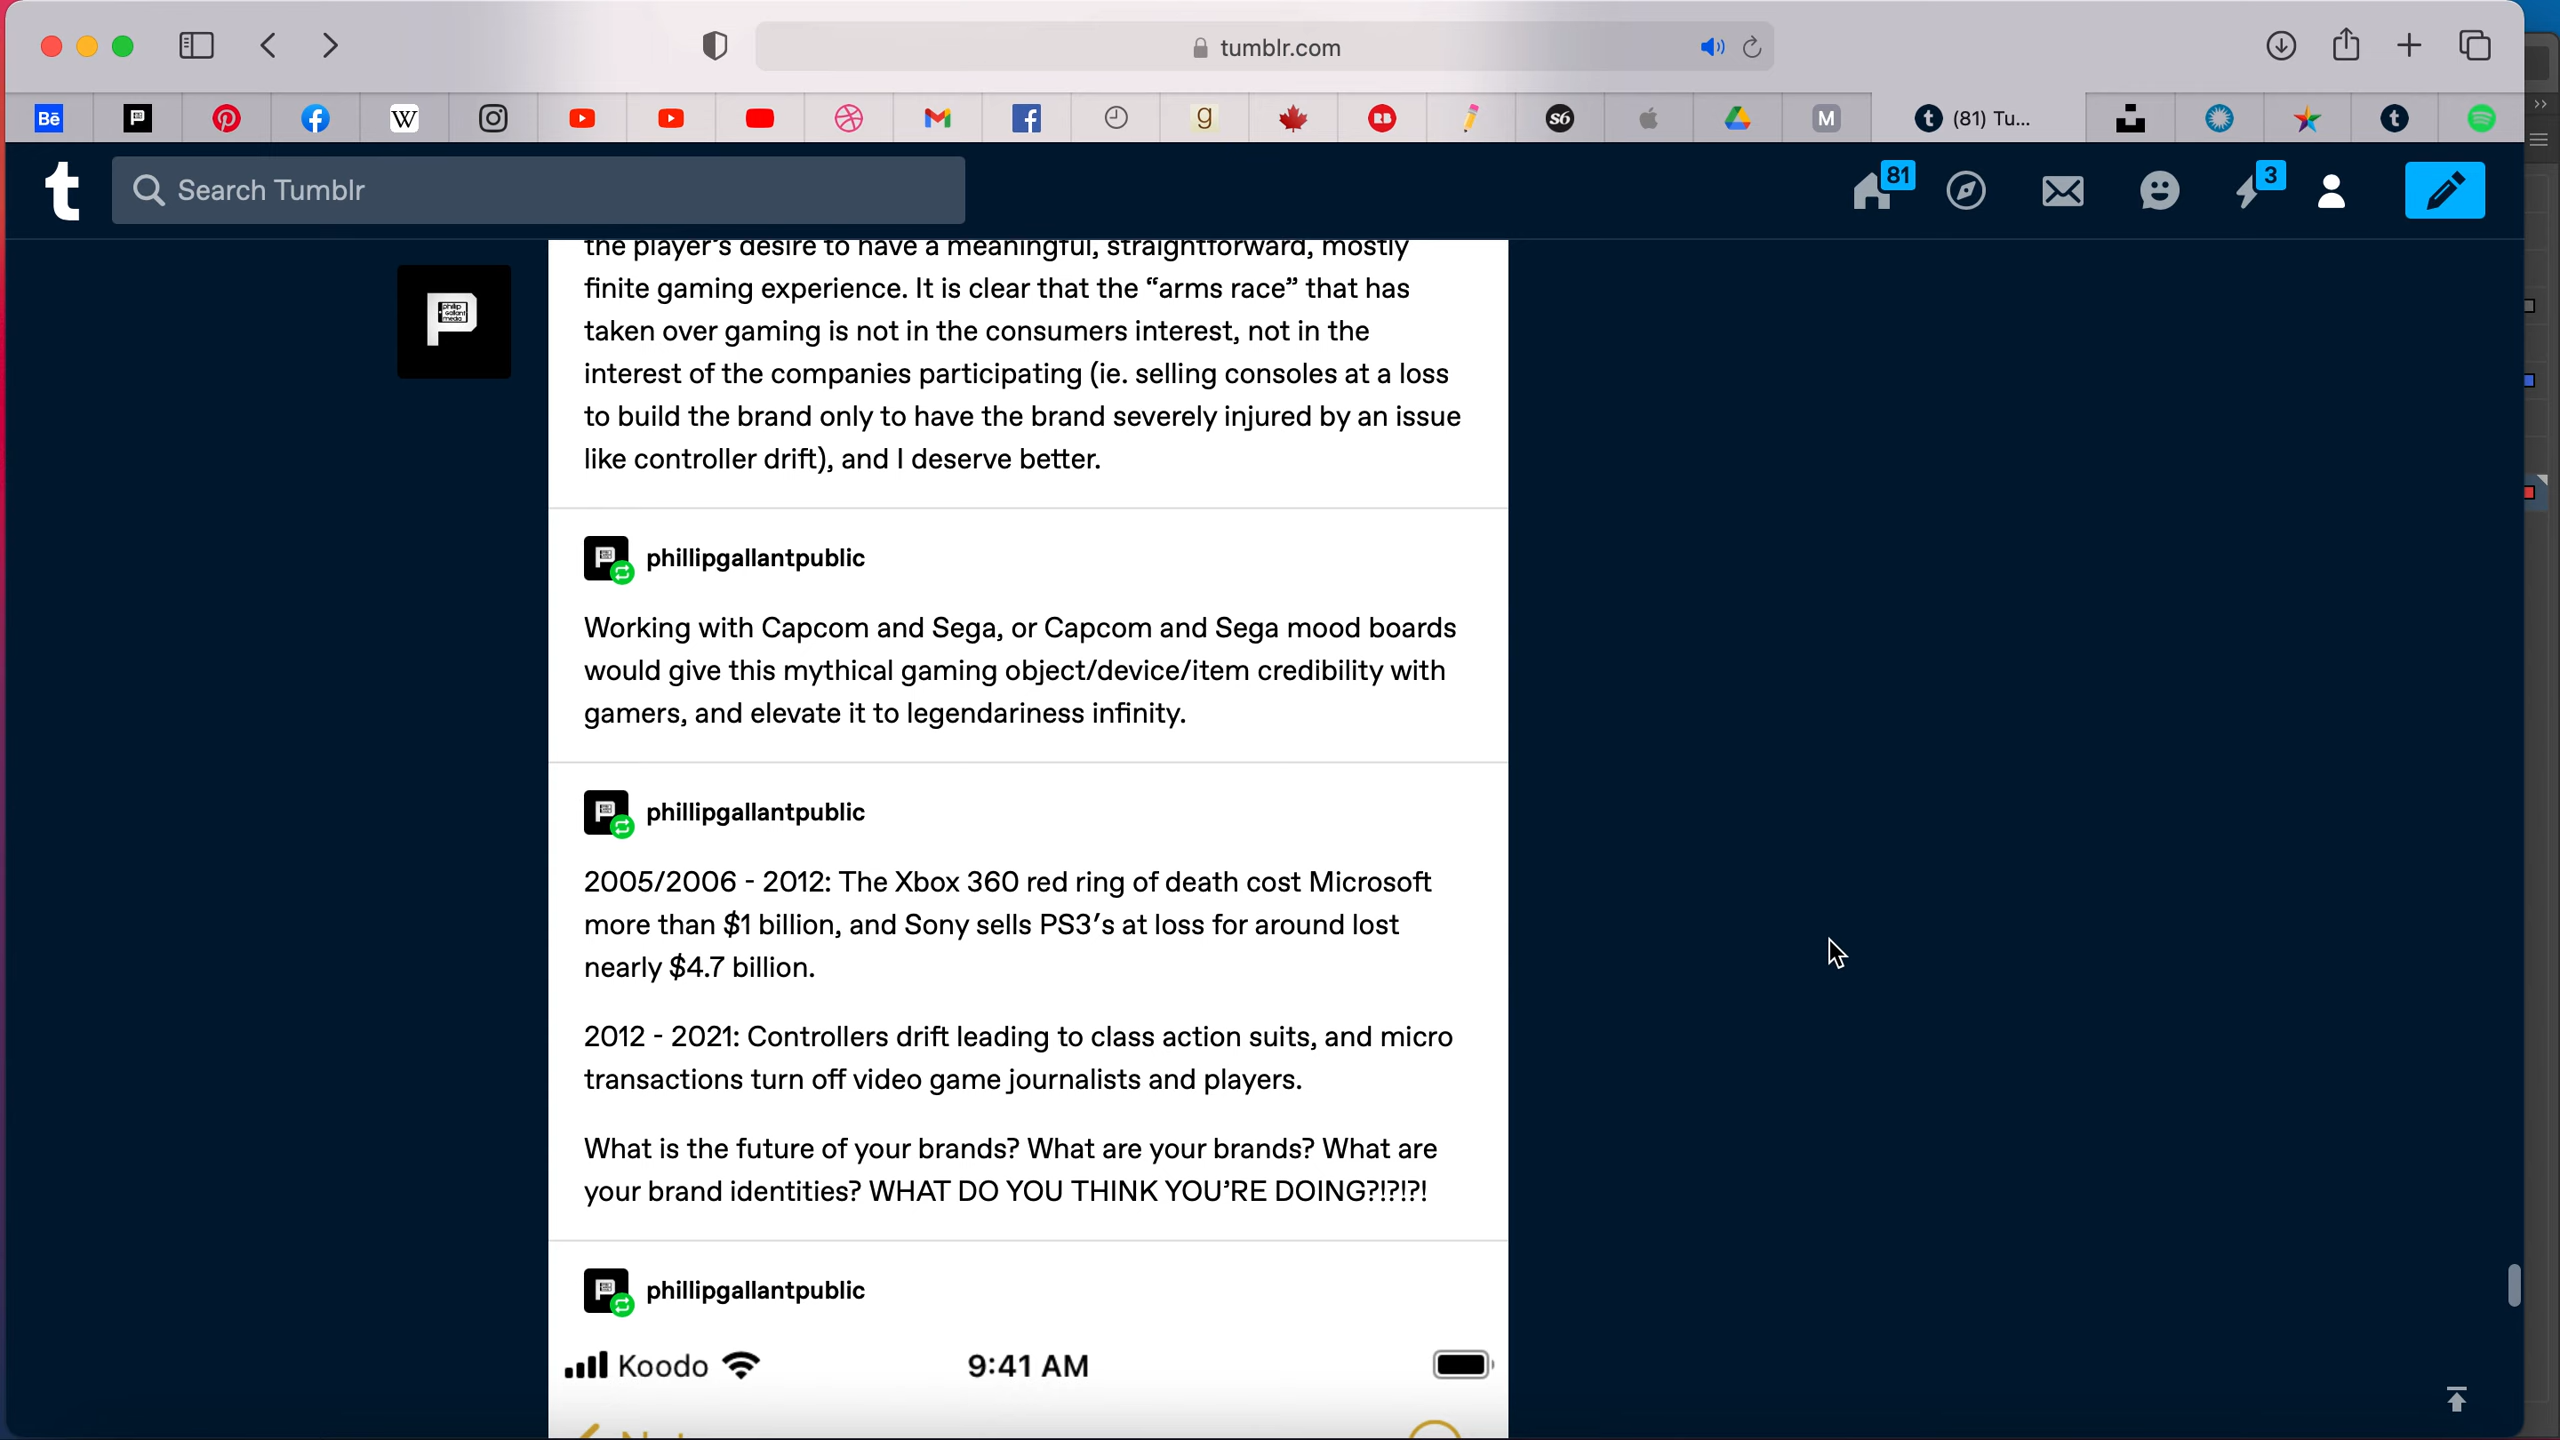 tumblr.com
Bē
W
g
RB
S6
M
(81) Tu...
Search Tumblr
81
3
the player's desire to have a meaningful, straightforward, mostly
finite gaming experience. It is clear that the “arms race” that has
taken over gaming is not in the consumers interest, not in the
interest of the companies participating (ie. selling consoles at a loss
to build the brand only to have the brand severely injured by an issue
like controller drift), and I deserve better.
phillipgallantpublic
Working with Capcom and Sega, or Capcom and Sega mood boards
would give this mythical gaming object/device/item credibility with
gamers, and elevate it to legendariness infinity.
phillipgallantpublic
2005/2006 - 2012: The Xbox 360 red ring of death cost Microsoft
more than $1 billion, and Sony sells PS3’s at loss for around lost
nearly $4.7 billion.
2012 - 2021: Controllers drift leading to class action suits, and micro
transactions turn off video game journalists and players.
What is the future of your brands? What are your brands? What are
your brand identities? WHAT DO YOU THINK YOU’RE DOING?!?!?!
phillipgallantpublic
Koodo 9:41 AM